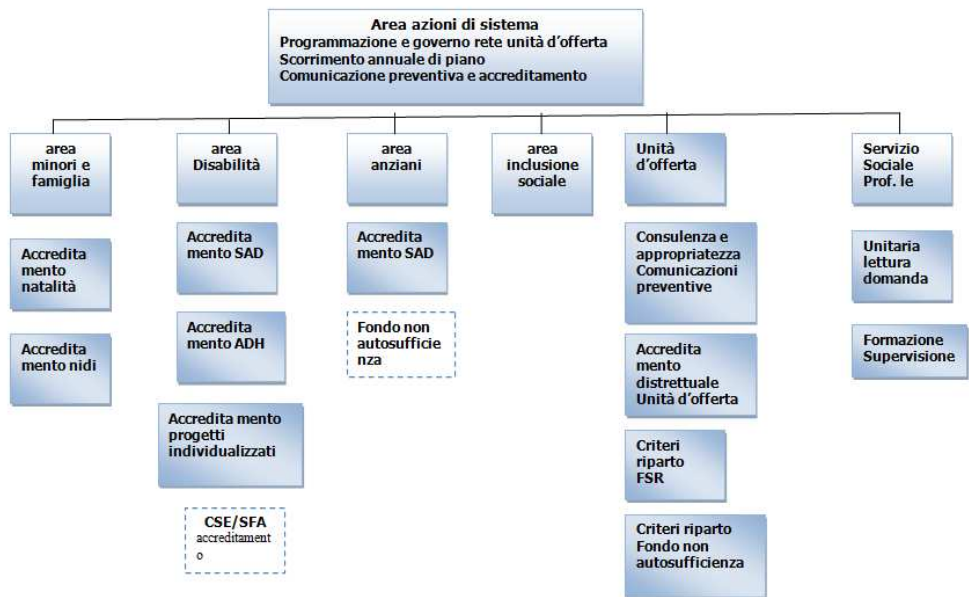 Area azioni di sistema
Programmazione e governo rete unità d'offerta
Scorrimento annuale di piano
Comunicazione preventiva e accreditamento
area
minori e
famiglia
area
Disabilità
area
anziani
area
inclusione
sociale
Unità
d'offerta
Servizio
Sociale
Prof. le
Accredita
mento
natalità
Accredita
mento nidi
Accredita
mento SAD
Accredita
mento ADH
Accredita mento
progetti
individualizzati
CSE/SFA
accreditament
o
Accredita
mento SAD
Fondo non
autosufficie
nza
Consulenza e
appropriatezza
Comunicazioni
preventive
Accredita
mento
distrettuale
Unità d'offerta
Criteri
riparto
FSR
Criteri riparto
Fondo non
autosufficienza
Unitaria
lettura
domanda
Formazione
Supervisione